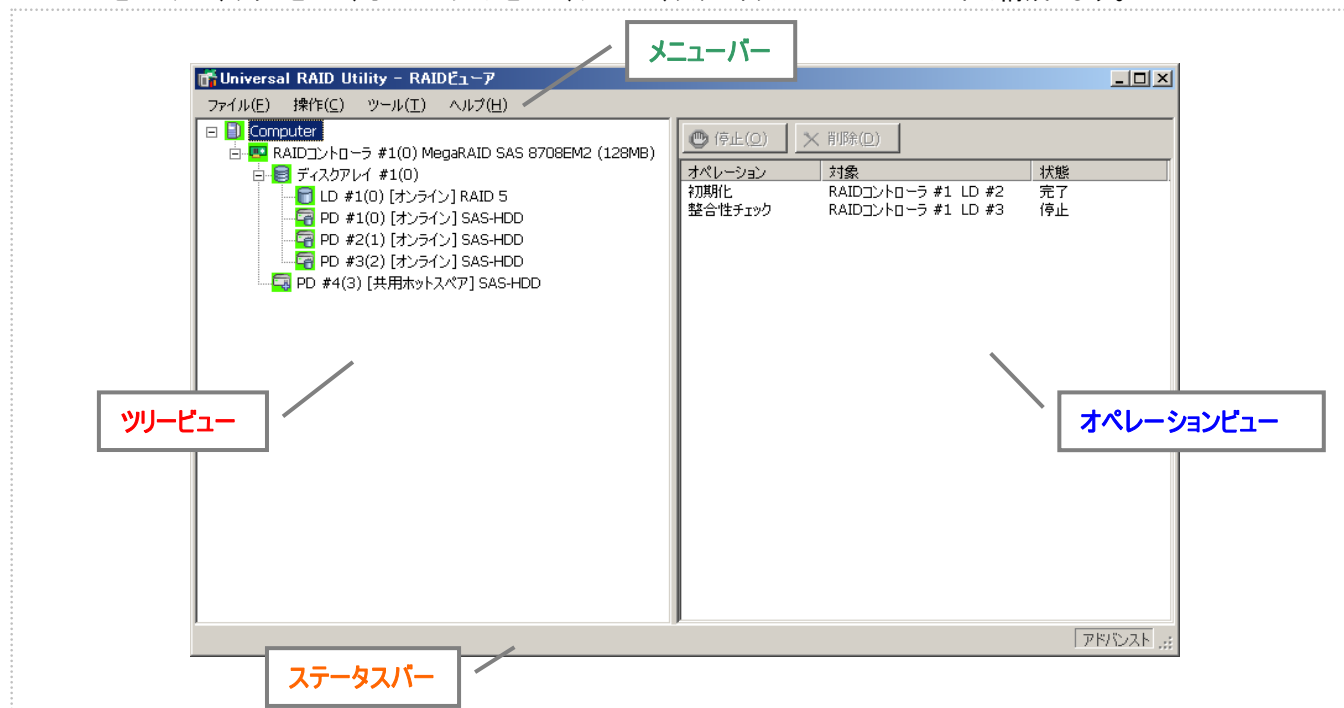 メニューバー
Universal RAID Utility - RAIDビューア
ファイル(F) 操作(C) ツール(T) ヘルプ(H)
Computer
RAIDコントローラ #1(0) MegaRAID SAS 8708EM2 (128MB)
ディスクアレイ #1(0)
LD #1(0) [オンライン] RAID 5
PD #1(0) [オンライン] SAS-HDD
PD #2(1) [オンライン] SAS-HDD
PD #3(2) [オンライン] SAS-HDD
PD #4(3) [共用ホットスペア] SAS-HDD
停止(O) 削除(D)
オペレーション 対象 状態
初期化 RAIDコントローラ #1 LD #2 完了
整合性チェック RAIDコントローラ #1 LD #3 停止
ツリービュー
オペレーションビュー
アドバンスト
ステータスバー